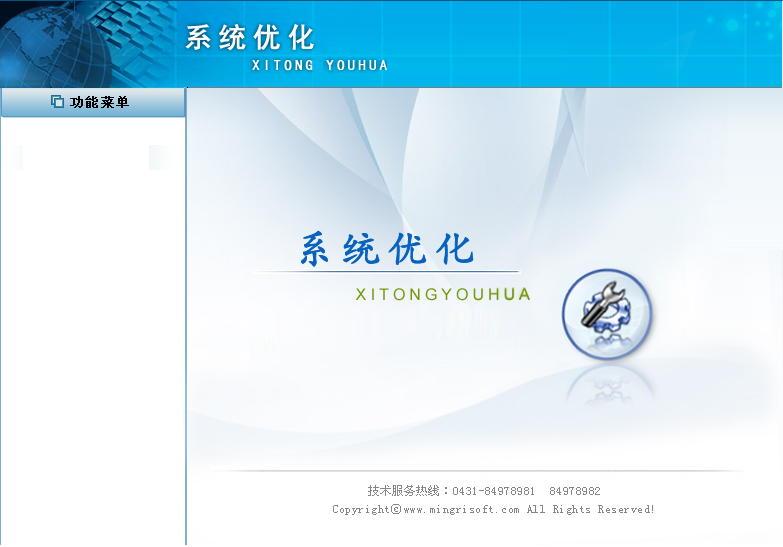 系统优化
XITONG YOUHUA
功能菜单
系统优化
XITONGYOUHUA
技术服务热线：0431-84978981 84978982
Copyright©www.mingrisoft.com All Rights Reserved!